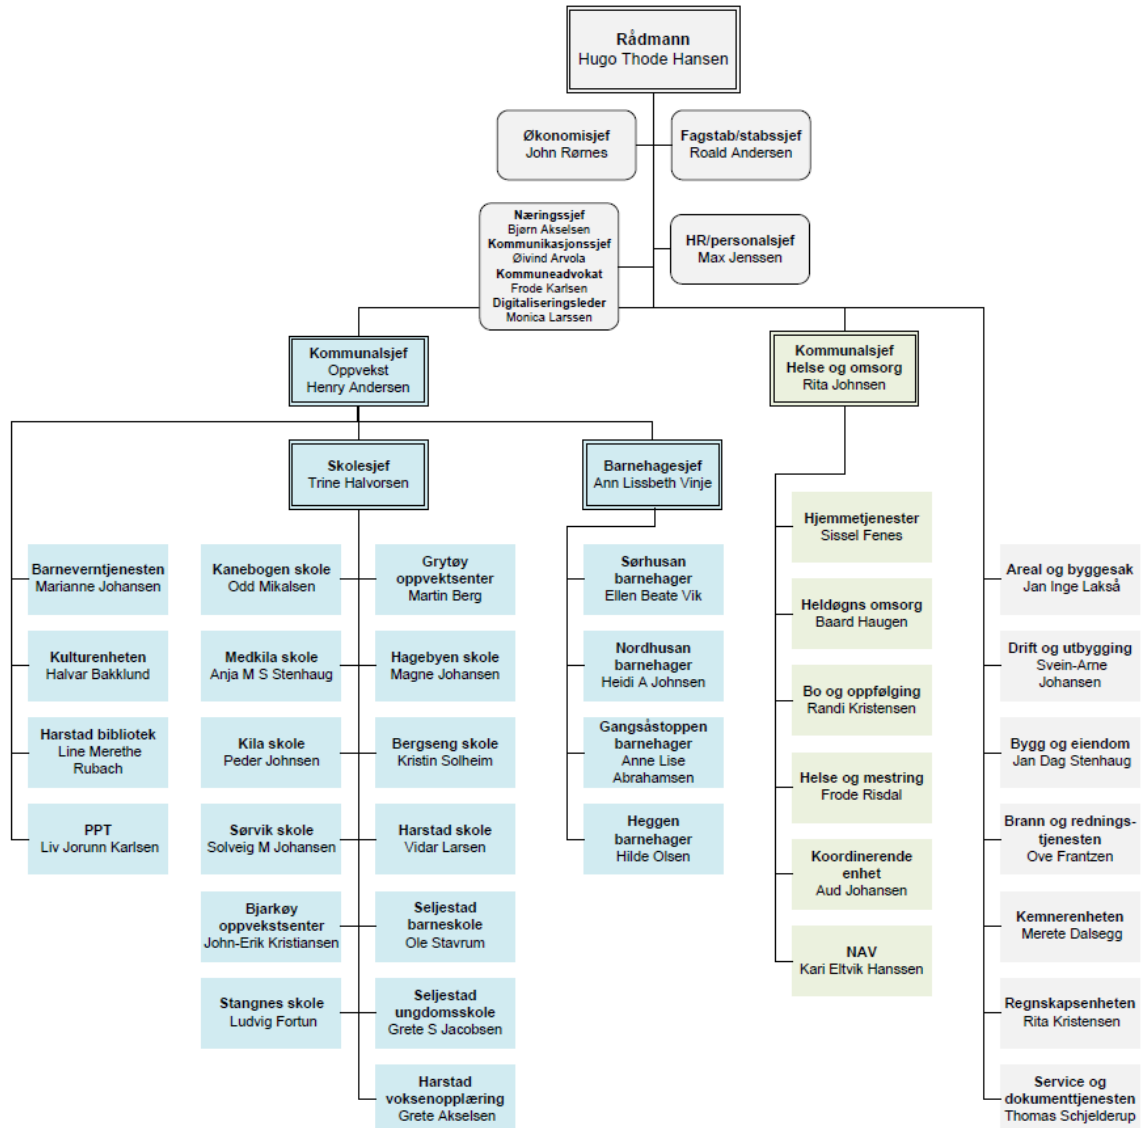 Rådmann
Hugo Thode Hansen
Økonomisjef
John Rørnes
Fagstab/stabssjef
Roald Andersen
Næringssjef
Bjørn Akselsen
Kommunikasjonssjef
Øivind Arvola
Kommuneadvokat
Frode Karlsen
Digitaliseringsleder
Monica Larssen
HR/personalsjef
Max Jenssen
Kommunalsjef
Oppvekst
Henry Andersen
Kommunalsjef
Helse og omsorg
Rita Johnsen
Skolesjef
Trine Halvorsen
Barnehagesjef
Ann Lissbeth Vinje
Barneverntjenesten
Marianne Johansen
Kulturenheten
Halvar Bakklund
Harstad bibliotek
Line Merethe
Rubach
PPT
Liv Jorunn Karlsen
Kanebogen skole
Odd Mikalsen
Medkila skole
Anja M S Stenhaug
Kila skole
Peder Johnsen
Sørvik skole
Solveig M Johansen
Bjarkøy
oppvekstsenter
John-Erik Kristiansen
Stangnes skole
Ludvig Fortun
Grytøy
oppvektsenter
Martin Berg
Hagebyen skole
Magne Johansen
Bergseng skole
Kristin Solheim
Harstad skole
Vidar Larsen
Seljestad
barneskole
Ole Stavrum
Seljestad
ungdomsskole
Grete S Jacobsen
Harstad
voksenopplæring
Grete Akselsen
Sørhusan
barnehager
Ellen Beate Vik
Nordhusan
barnehager
Heidi A Johnsen
Gangsåstoppen
barnehager
Anne Lise
Abrahamsen
Heggen
barnehager
Hilde Olsen
Hjemmetjenester
Sissel Fenes
Heldøgns omsorg
Baard Haugen
Bo og oppfølging
Randi Kristensen
Helse og mestring
Frode Risdal
Koordinerende
enhet
Aud Johansen
NAV
Kari Eltvik Hanssen
Areal og byggesak
Jan Inge Lakså
Drift og utbygging
Svein-Arne
Johansen
Bygg og eiendom
Jan Dag Stenhaug
Brann og rednings-
tjenesten
Ove Frantzen
Kemnerenheten
Merete Dalsegg
Regnskapsenheten
Rita Kristensen
Service og
dokumenttjenesten
Thomas Schjelderup